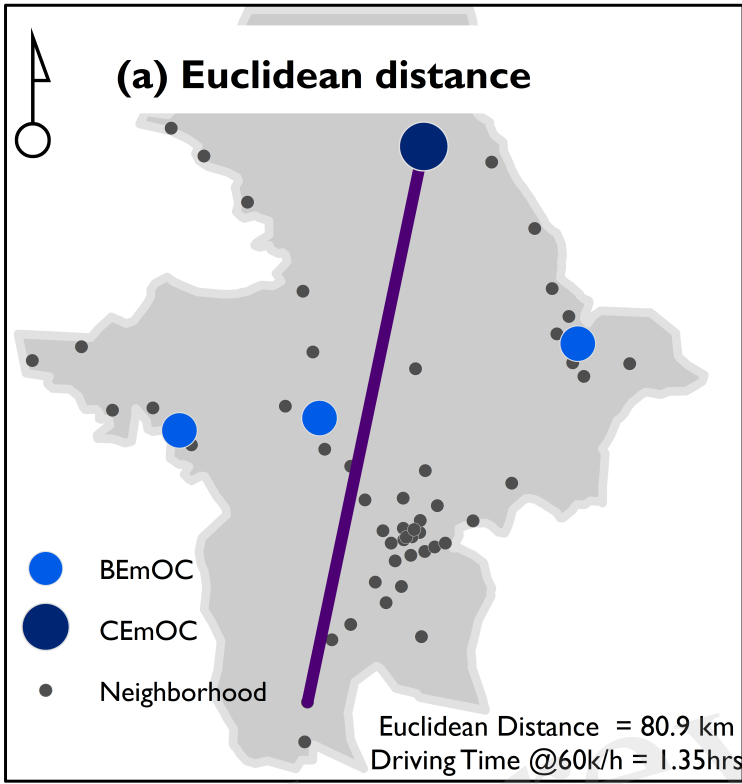 (a) Euclidean distance
BEmOC
CEmOC
Neighborhood
Euclidean Distance = 80.9 km
Driving Time @60k/h = 1.35hrs